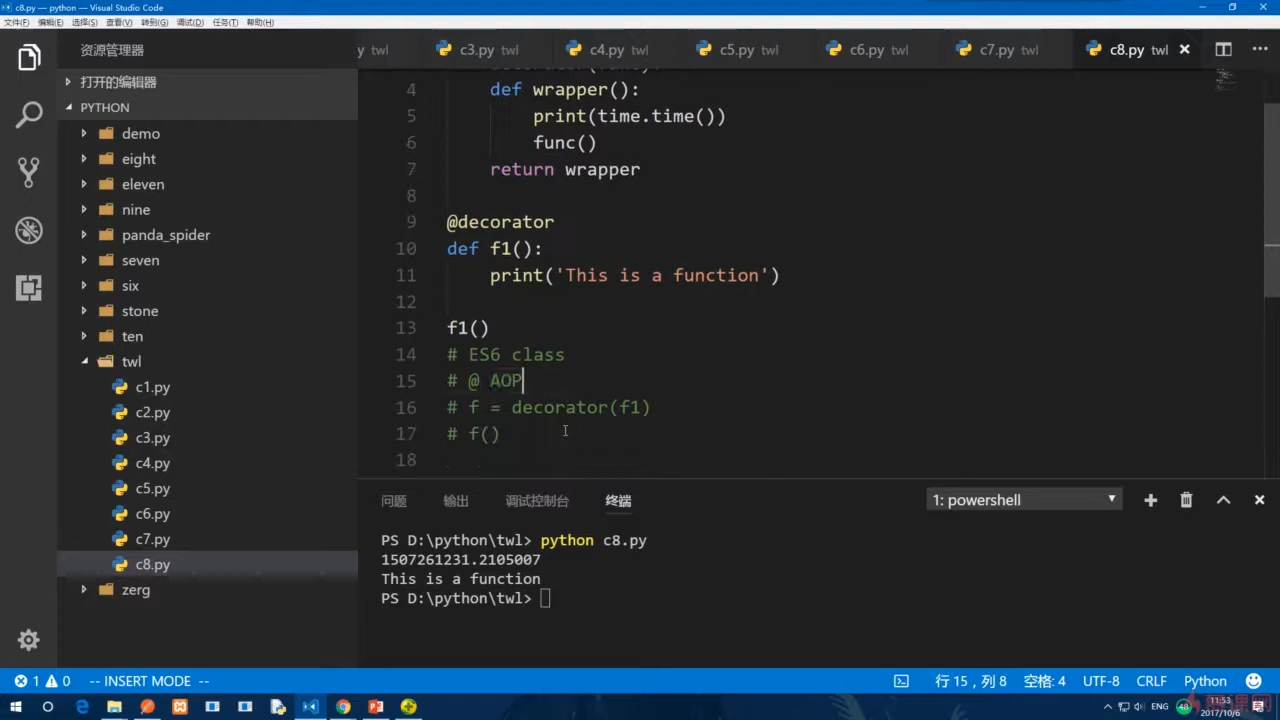 c8.py — python — Visual Studio Code
文件(F) 编辑(E) 选择(S) 查看(V) 转到(G) 调试(D) 任务(T) 帮助(H)
资源管理器
y twl
c3.py twl
c4.py twl
c5.py twl
c6.py twl
c7.py twl
c8.py twl
打开的编辑器
PYTHON
demo
eight
eleven
nine
panda_spider
seven
six
stone
ten
twl
c1.py
c2.py
c3.py
c4.py
c5.py
c6.py
c7.py
c8.py
zerg
4 def wrapper():
5 print(time.time())
6 func()
7 return wrapper
8
9 @decorator
10 def f1():
11 print('This is a function')
12
13 f1()
14 # ES6 class
15 # @ AOP
16 # f = decorator(f1)
17 # f()
18
问题 输出 调试控制台 终端
1: powershell
PS D:\python\twl> python c8.py
1507261231.2105007
This is a function
PS D:\python\twl>
1 0 -- INSERT MODE --
行 15，列 8 空格: 4 UTF-8 CRLF Python
ENG
48
11:53
2017/10/6